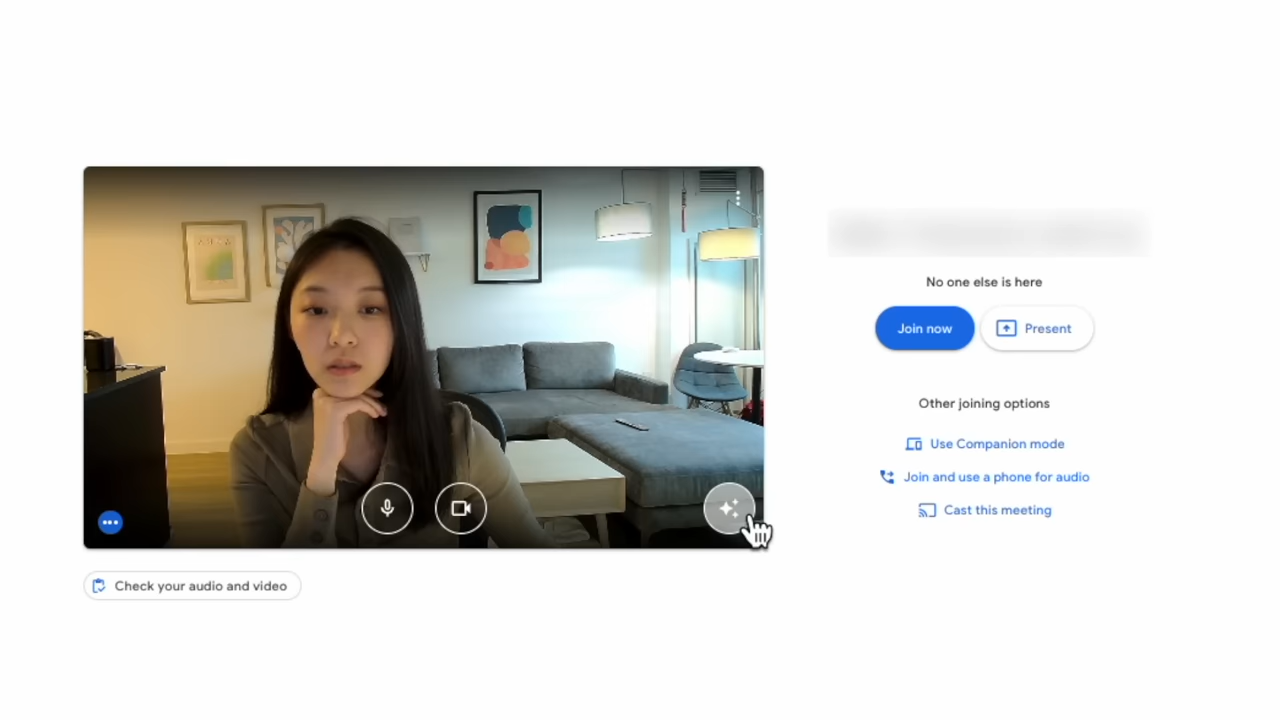 No one else is here
Join now
Present
Other joining options
Use Companion mode
Join and use a phone for audio
Cast this meeting
Check your audio and video